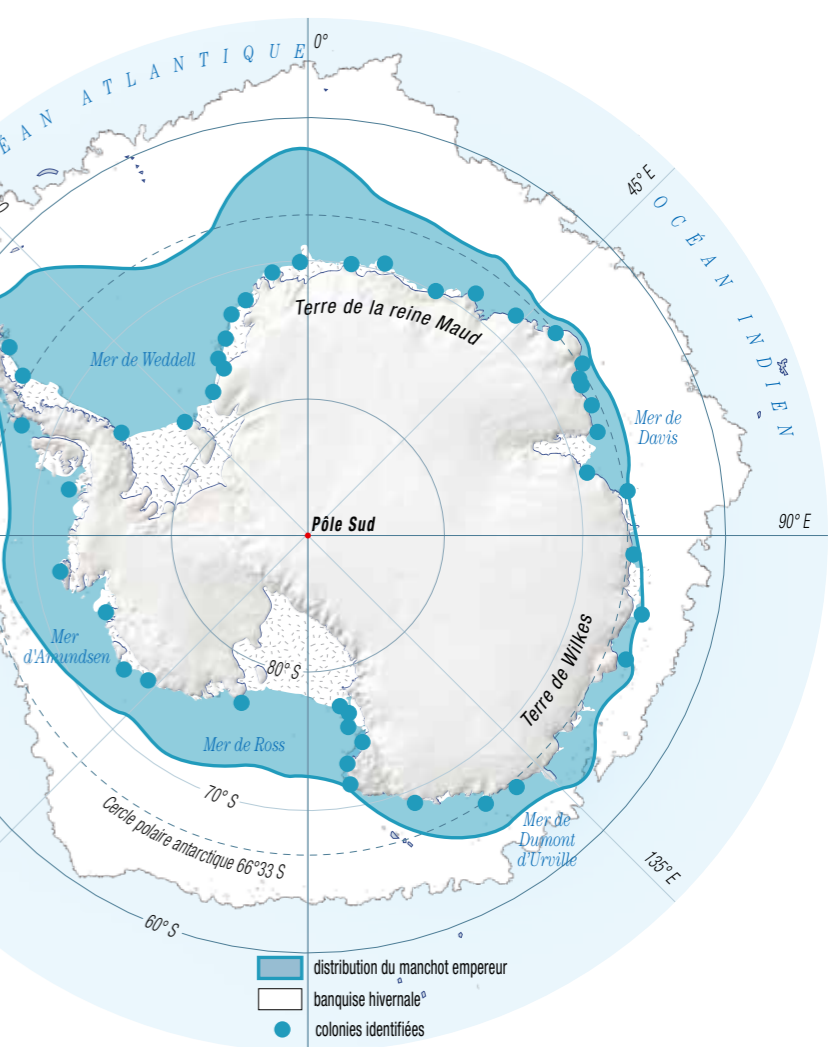 ÉAN ATLANTIQUE
0°
45° E
OCÉAN INDIEN
Terre de la reine Maud
Mer de Weddell
Mer de
Davis
Pôle Sud
90° E
Mer
d'Amundsen
80° S
Terre de Wilkes
Mer de Ross
70° S
Cercle polaire antarctique 66°33 S
Mer de
Dumont
d'Urville
135° E
60° S
distribution du manchot empereur
banquise hivernale
colonies identifiées